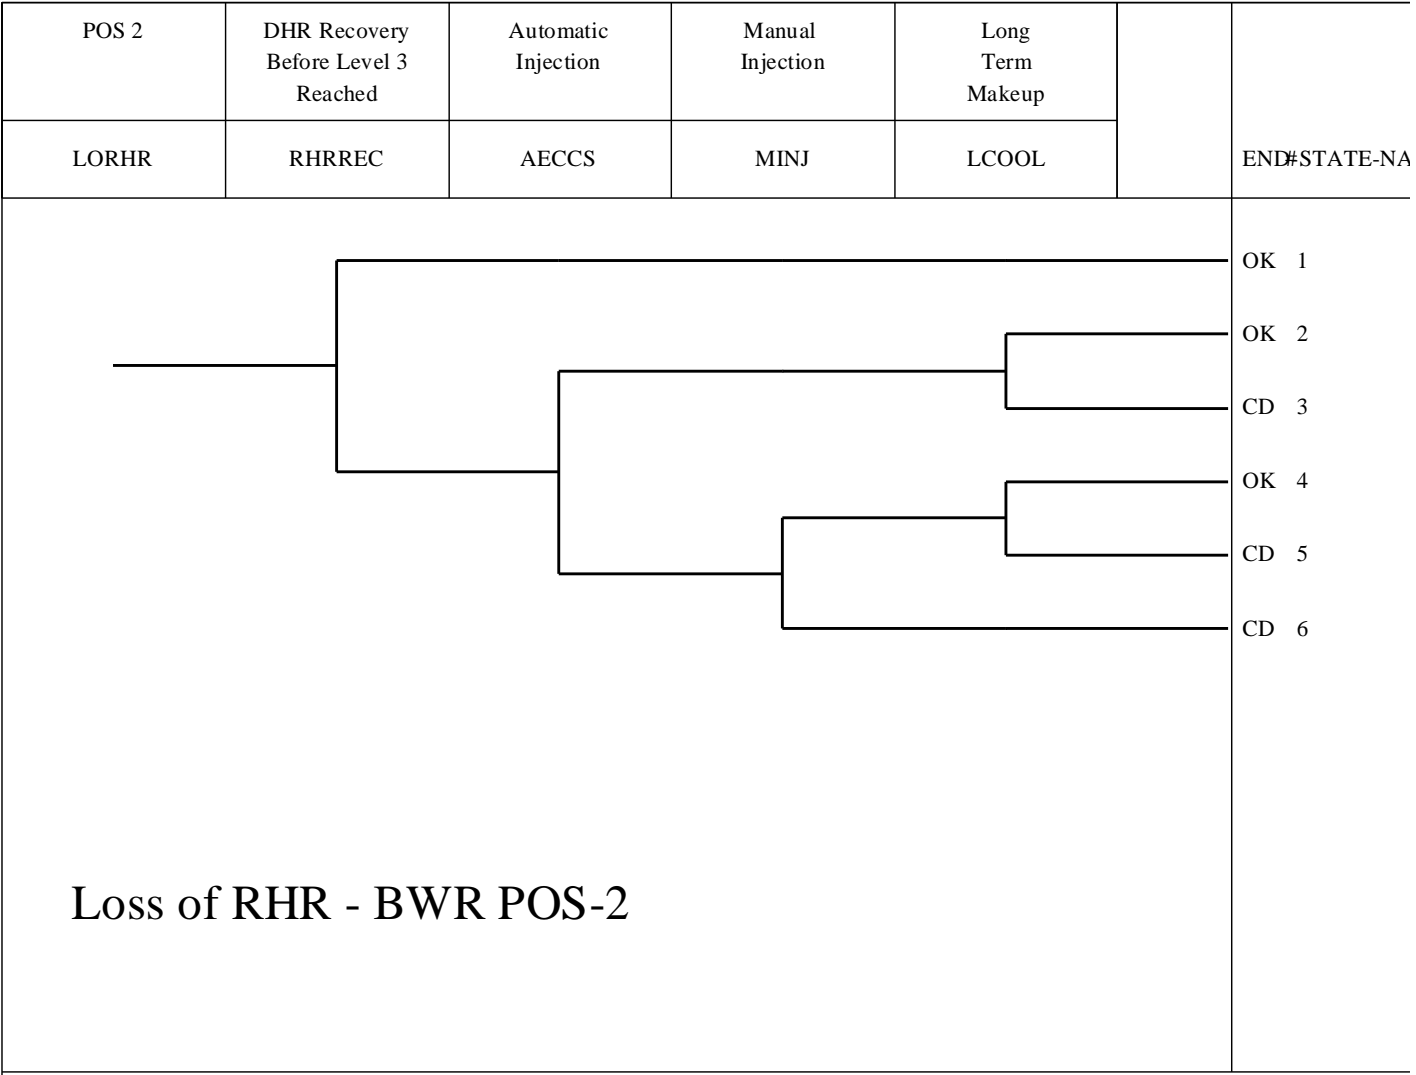 POS 2
DHR Recovery
Before Level 3
Reached
Automatic
Injection
Manual
Injection
Long
Term
Makeup
LORHR
RHRREC
AECCS
MINJ
LCOOL
END#STATE-NA
OK 1
OK 2
CD 3
OK 4
CD 5
CD 6
Loss of RHR - BWR POS-2